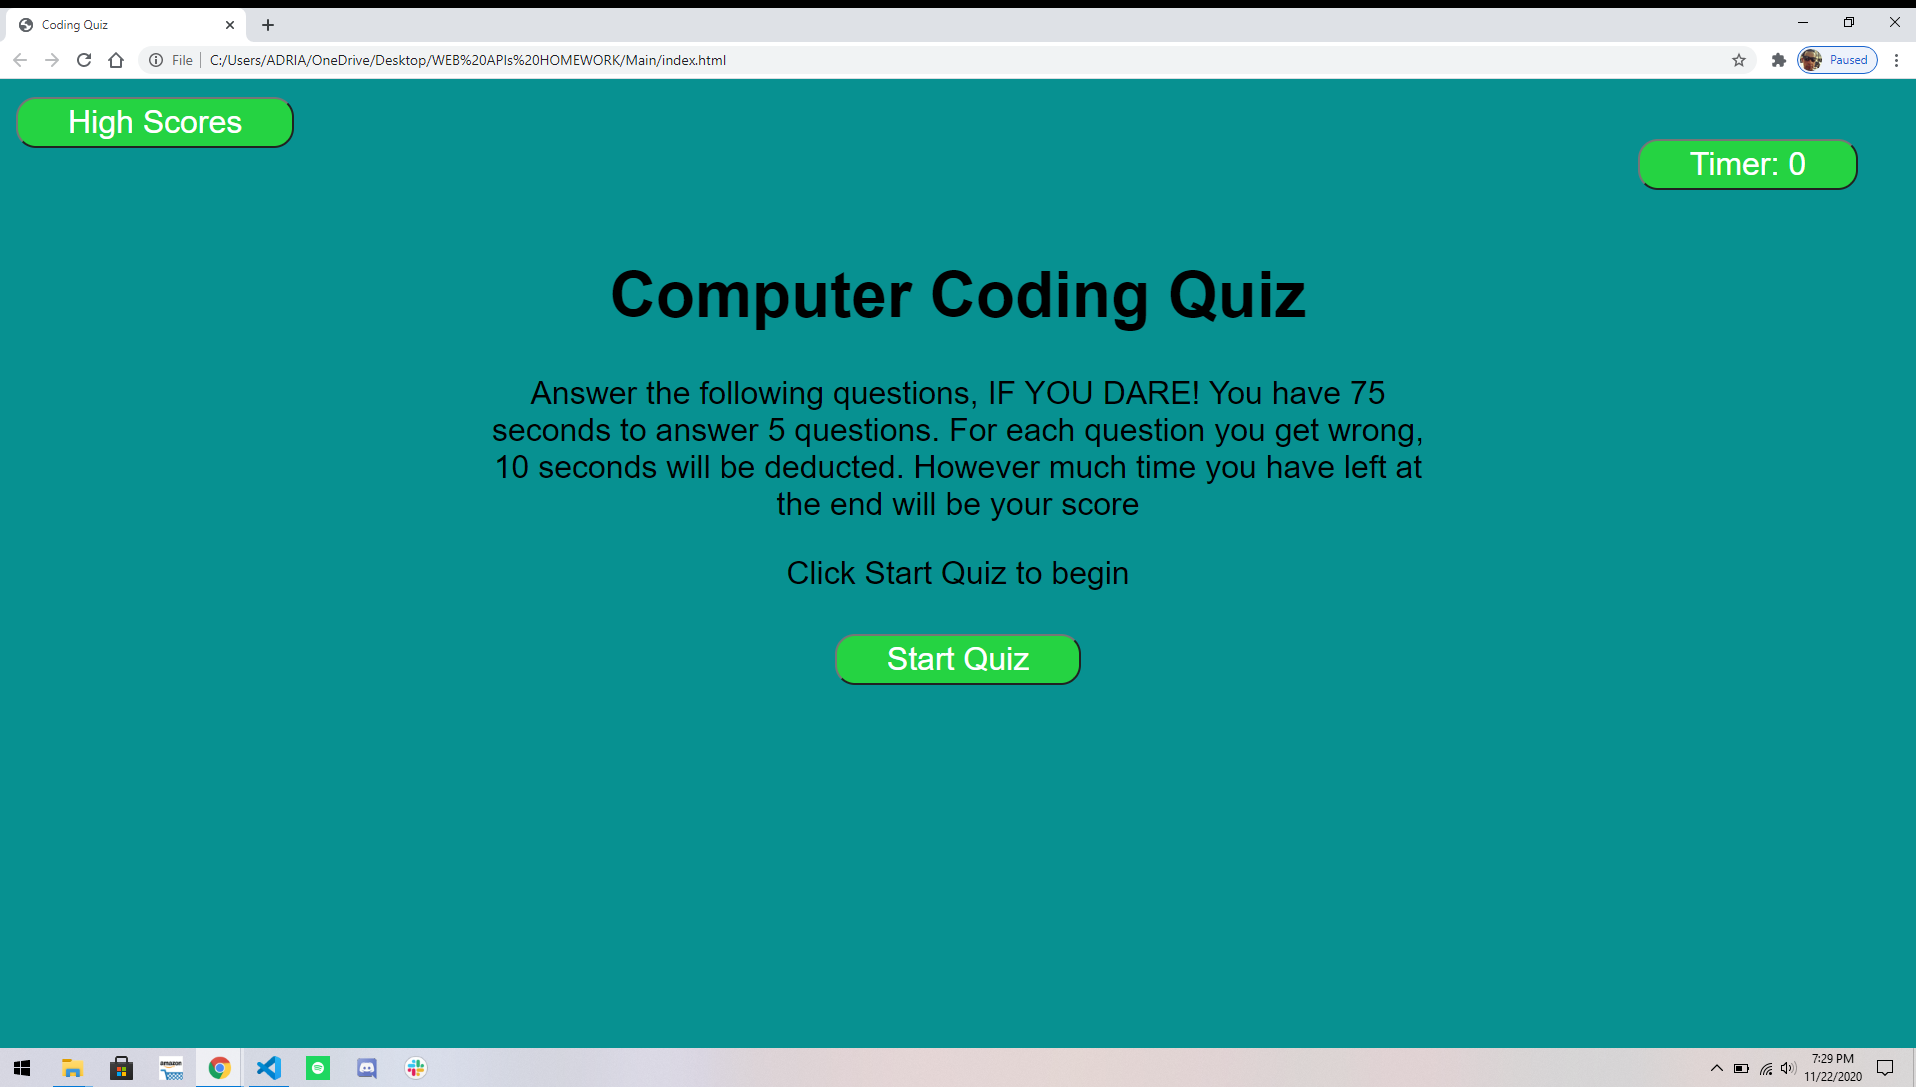 Coding Quiz
File
C:/Users/ADRIA/OneDrive/Desktop/WEB%20APIs%20HOMEWORK/Main/index.html
Paused
High Scores
Timer: 0
Computer Coding Quiz
Answer the following questions, IF YOU DARE! You have 75
seconds to answer 5 questions. For each question you get wrong,
10 seconds will be deducted. However much time you have left at
the end will be your score
Click Start Quiz to begin
Start Quiz
amazon
7:29 PM
11/22/2020